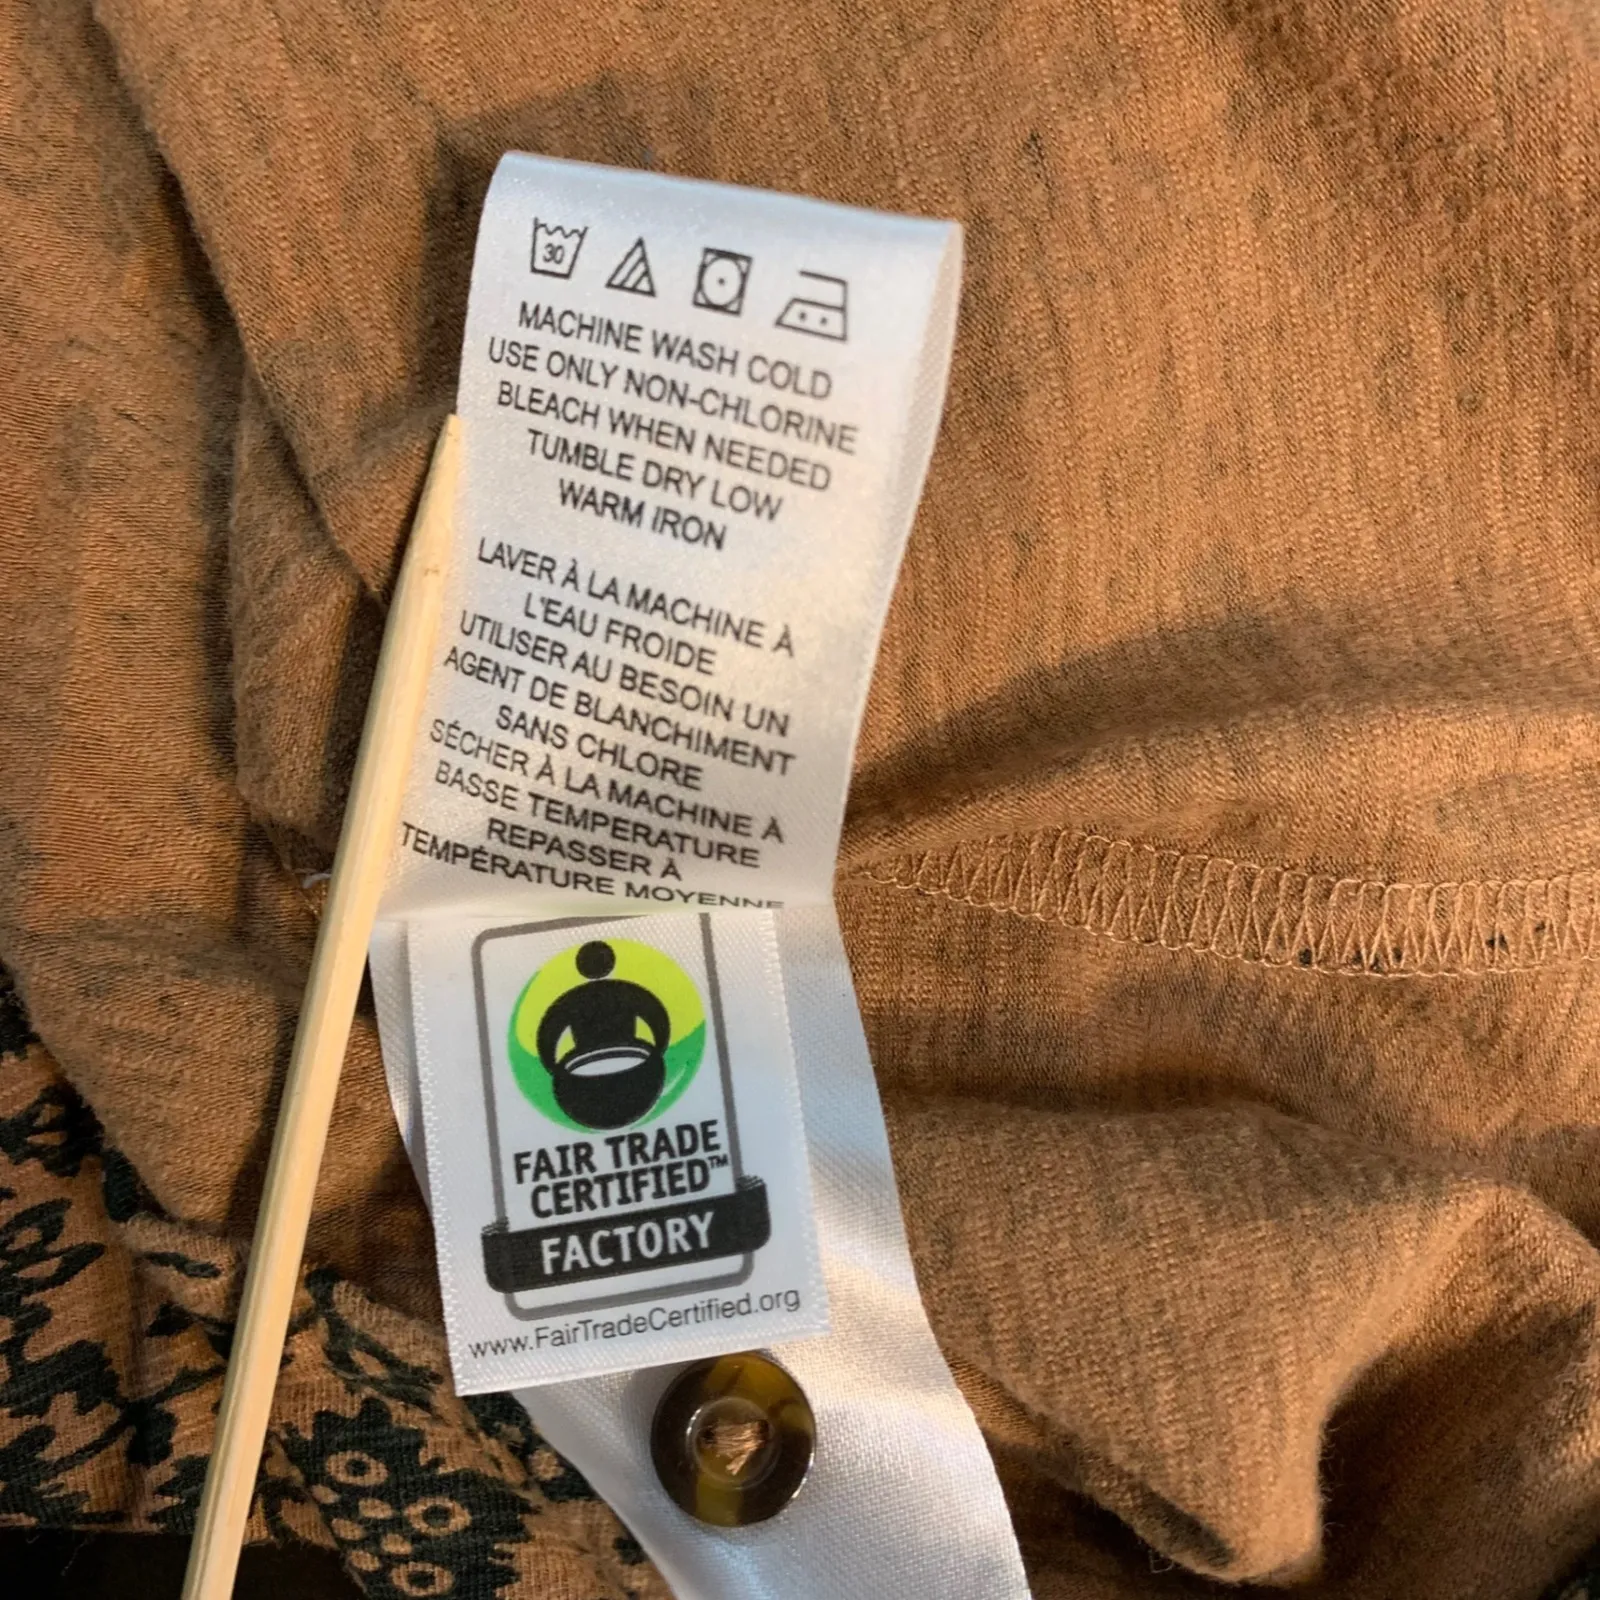 30
MACHINE WASH COLD
USE ONLY NON-CHLORINE
BLEACH WHEN NEEDED
TUMBLE DRY LOW
WARM IRON
LAVER À LA MACHINE À
L'EAU FROIDE
UTILISER AU BESOIN UN
AGENT DE BLANCHIMENT
SANS CHLORE
SÉCHER À LA MACHINE À
BASSE TEMPERATURE
REPASSER À
TEMPÉRATURE MOYENNE
FAIR TRADE
CERTIFIED™
FACTORY
www.FairTradeCertified.org